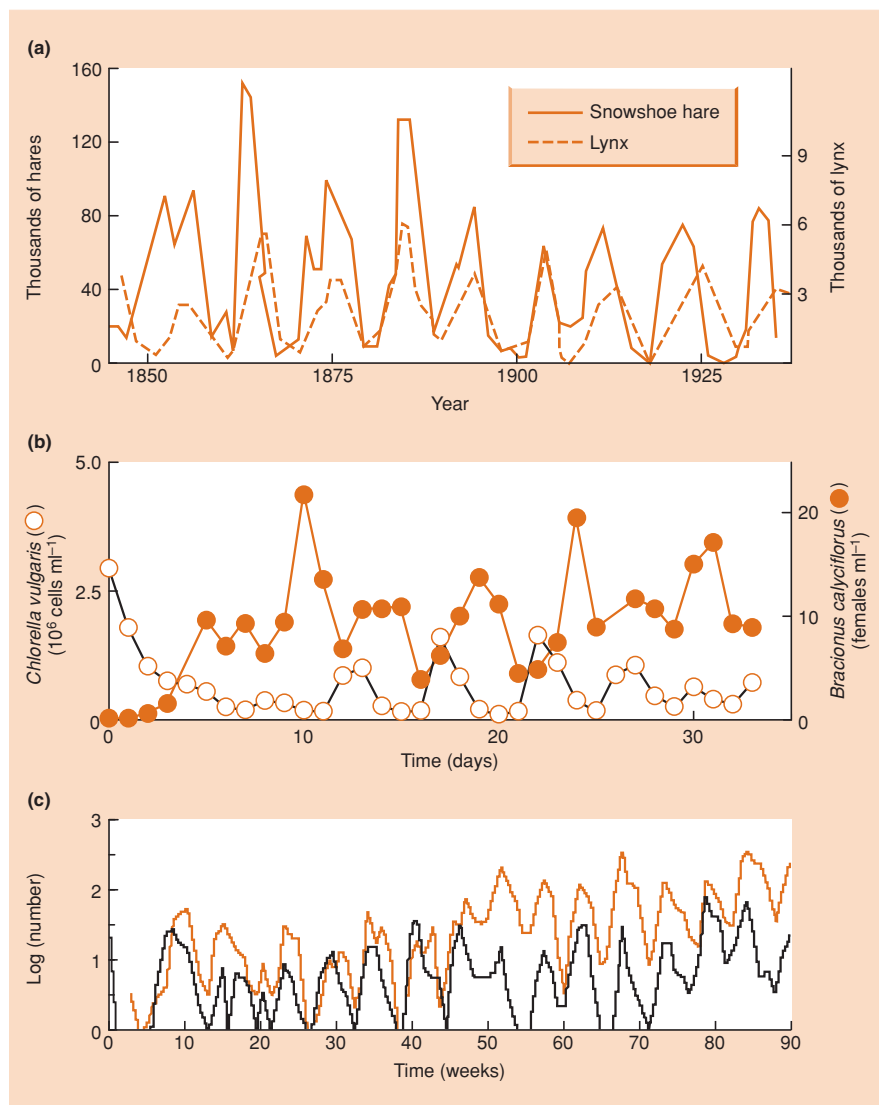 (a)
160
120
80
40
0
Thousands of hares
Snowshoe hare
Lynx
9
6
3
Thousands of lynx
1850
1875
1900
1925
Year
(b)
5.0
2.5
0
Chlorella vulgaris ( )
(10⁶ cells ml⁻¹)
20
10
0
Bracionus calyciflorus ( )
(females ml⁻¹)
0
10
20
30
Time (days)
(c)
3
2
1
0
Log (number)
0
10
20
30
40
50
60
70
80
90
Time (weeks)